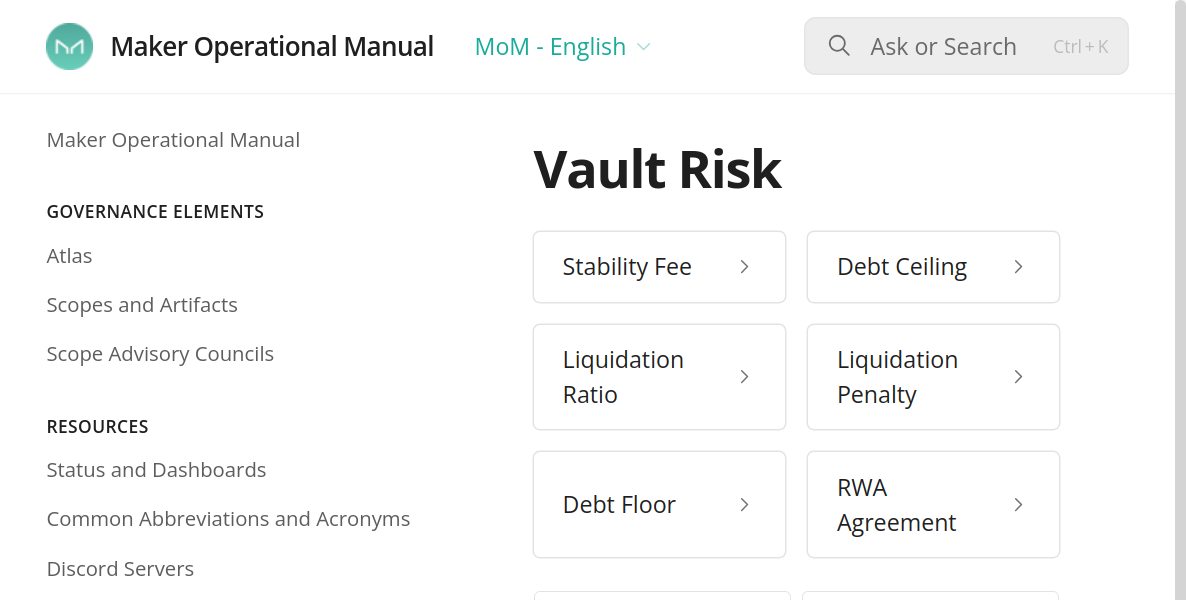 Maker Operational Manual
MoM - English
Ask or Search
Ctrl + K
Maker Operational Manual
GOVERNANCE ELEMENTS
Atlas
Scopes and Artifacts
Scope Advisory Councils
RESOURCES
Status and Dashboards
Common Abbreviations and Acronyms
Discord Servers
Vault Risk
Stability Fee
Debt Ceiling
Liquidation
Ratio
Liquidation
Penalty
Debt Floor
RWA
Agreement